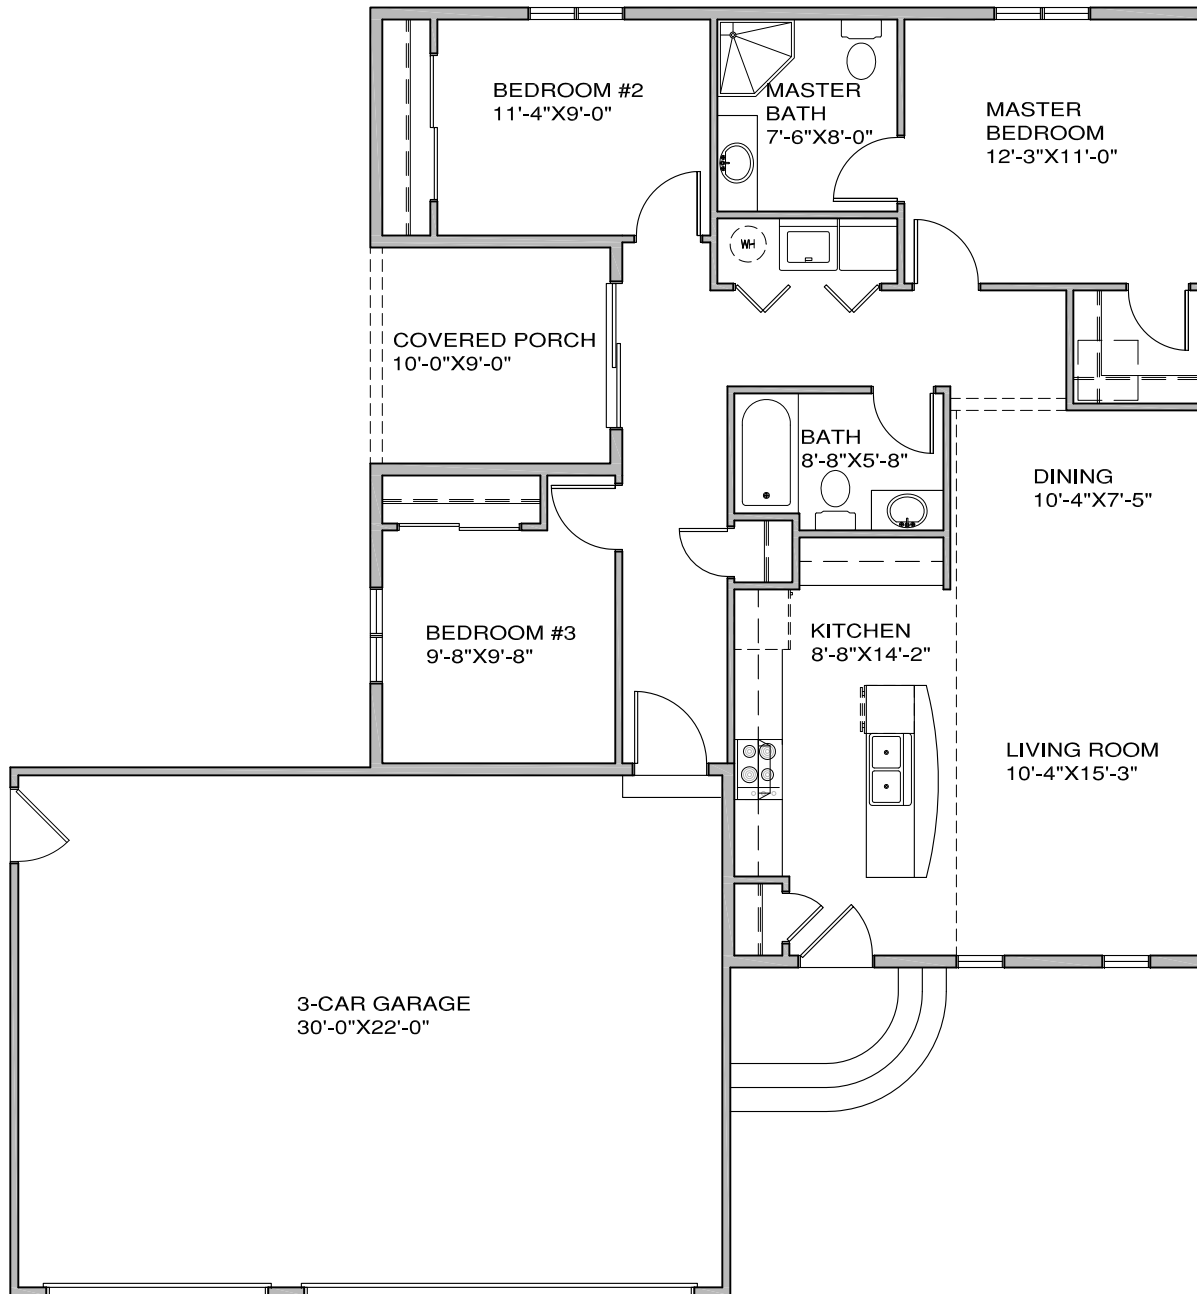 BEDROOM #2
11'-4"X9'-0"
MASTER
BATH
7'-6"X8'-0"
MASTER
BEDROOM
12'-3"X11'-0"
WH
COVERED PORCH
10'-0"X9'-0"
BATH
8'-8"X5'-8"
DINING
10'-4"X7'-5"
BEDROOM #3
9'-8"X9'-8"
KITCHEN
8'-8"X14'-2"
LIVING ROOM
10'-4"X15'-3"
3-CAR GARAGE
30'-0"X22'-0"